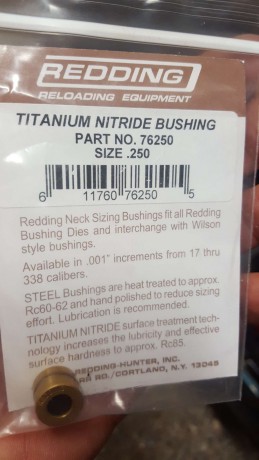 REDDING
RELOADING EQUIPMENT
TITANIUM NITRIDE BUSHING
PART NO. 76250
SIZE .250
6 11760 76250 5
Redding Neck Sizing Bushings fit all Redding
Bushing Dies and interchange with Wilson
style bushings.
Available in .001" increments from 17 thru
338 calibers.
STEEL Bushings are heat treated to approx.
Rc60-62 and hand polished to reduce sizing
effort. Lubrication is recommended.
TITANIUM NITRIDE surface treatment tech-
nology increases the lubricity and effective
surface hardness to approx. Rc85.
REDDING-HUNTER, INC.
RD./CORTLAND, N.Y. 13045